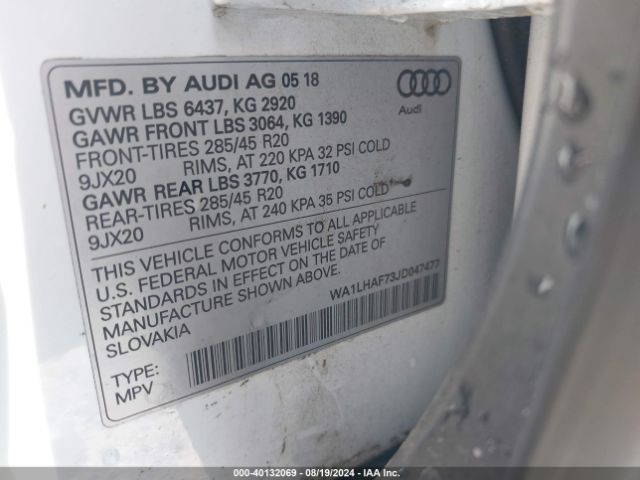 MFD. BY AUDI AG 05 18
GVWR LBS 6437, KG 2920
GAWR FRONT LBS 3064, KG 1390
FRONT-TIRES 285/45 R20
9JX20 RIMS, AT 220 KPA 32 PSI COLD
GAWR REAR LBS 3770, KG 1710
REAR-TIRES 285/45 R20
9JX20 RIMS, AT 240 KPA 35 PSI COLD
Audi
THIS VEHICLE CONFORMS TO ALL APPLICABLE
U.S. FEDERAL MOTOR VEHICLE SAFETY
STANDARDS IN EFFECT ON THE DATE OF
MANUFACTURE SHOWN ABOVE.
SLOVAKIA
WA1LHAF73JD047477
TYPE:
MPV
000-40132069 - 08/19/2024 - IAA Inc.